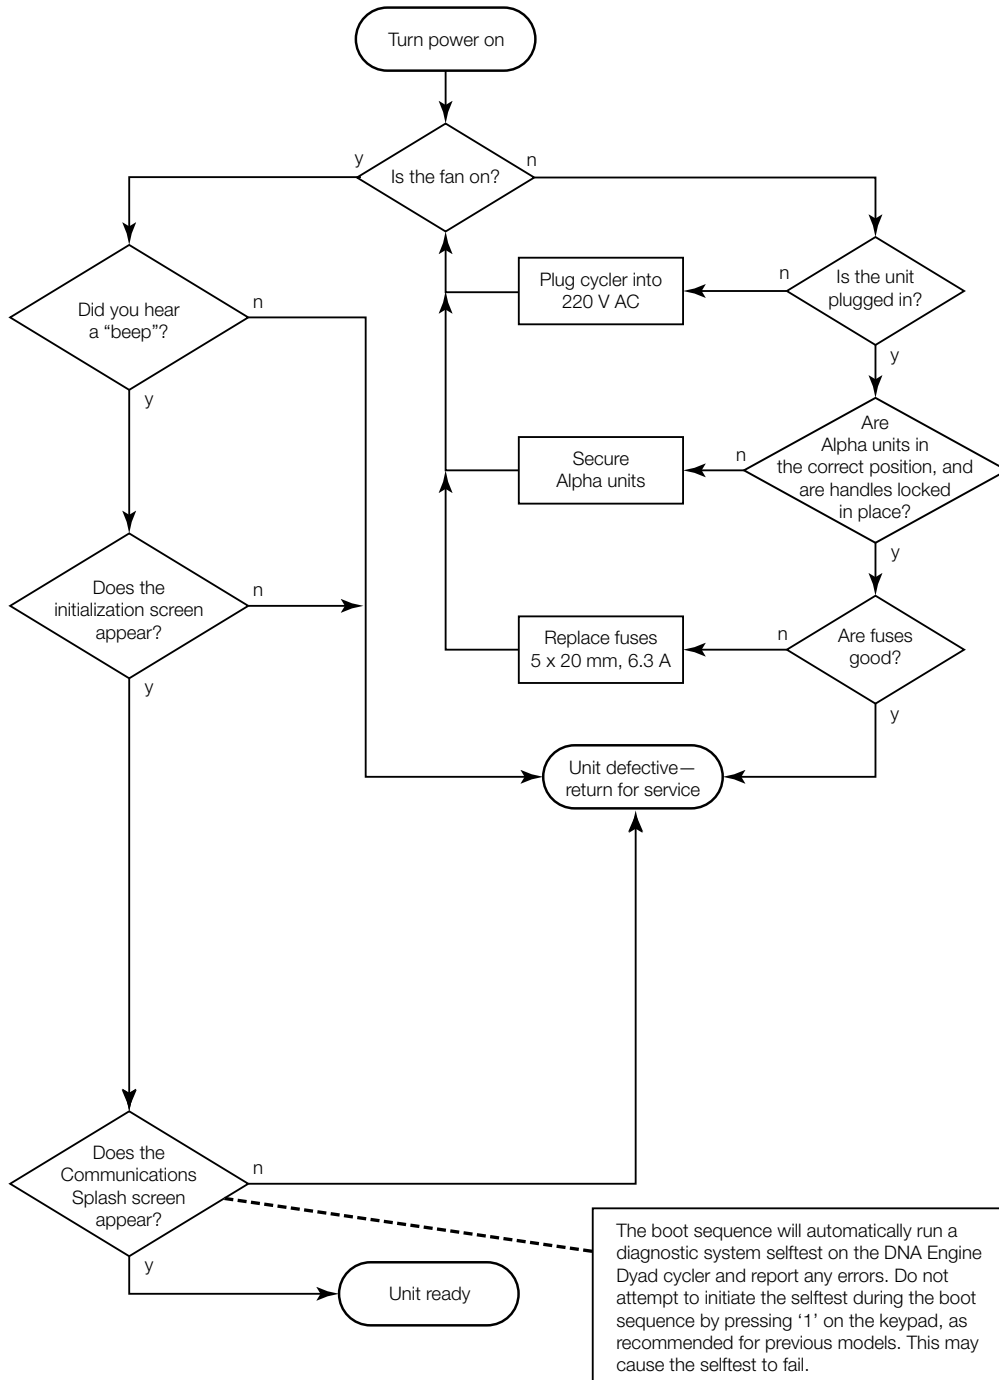 Turn power on
y
n
Is the fan on?
Plug cycler into
220 V AC
n
Is the unit
plugged in?
Did you hear
a “beep”?
n
y
y
Are
Alpha units in
the correct position, and
are handles locked
in place?
n
Secure
Alpha units
y
Does the
initialization screen
appear?
n
y
Replace fuses
5 x 20 mm, 6.3 A
n
Are fuses
good?
y
Unit defective—
return for service
Does the
Communications
Splash screen
appear?
n
y
Unit ready
The boot sequence will automatically run a
diagnostic system selftest on the DNA Engine
Dyad cycler and report any errors. Do not
attempt to initiate the selftest during the boot
sequence by pressing ‘1’ on the keypad, as
recommended for previous models. This may
cause the selftest to fail.